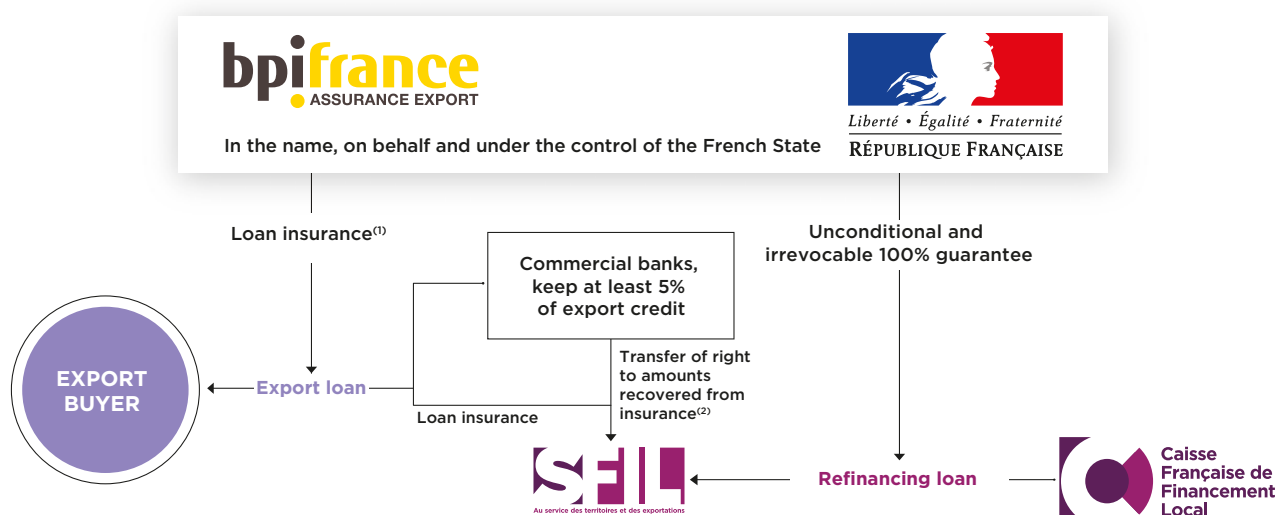 bpifrance
ASSURANCE EXPORT
In the name, on behalf and under the control of the French State
Liberté • Égalité • Fraternité
RÉPUBLIQUE FRANÇAISE
Loan insurance(1)
Unconditional and
irrevocable 100% guarantee
Commercial banks,
keep at least 5%
of export credit
EXPORT
BUYER
Export loan
Loan insurance
Transfer of right
to amounts
recovered from
insurance(2)
SFIL
Au service des territoires et des exportations
Refinancing loan
Caisse
Française de
Financement
Local